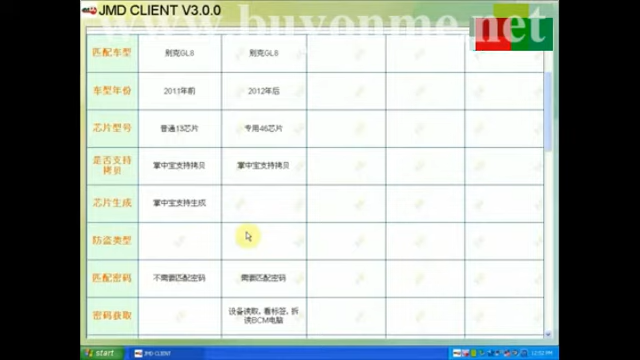 www.buyonme.net
JMD CLIENT V3.0.0
匹配车型 别克GL8 别克GL8
车型年份 2011年前 2012年后
芯片型号 普通13芯片 专用46芯片
是否支持 掌中宝支持拷贝 掌中宝支持拷贝
拷贝
芯片生成 掌中宝支持生成
防盗类型
匹配密码 不需要匹配密码 需要匹配密码
密码获取 设备读取，看标签，拆
读BCM电脑
start JMD CLIENT 12:02 PM